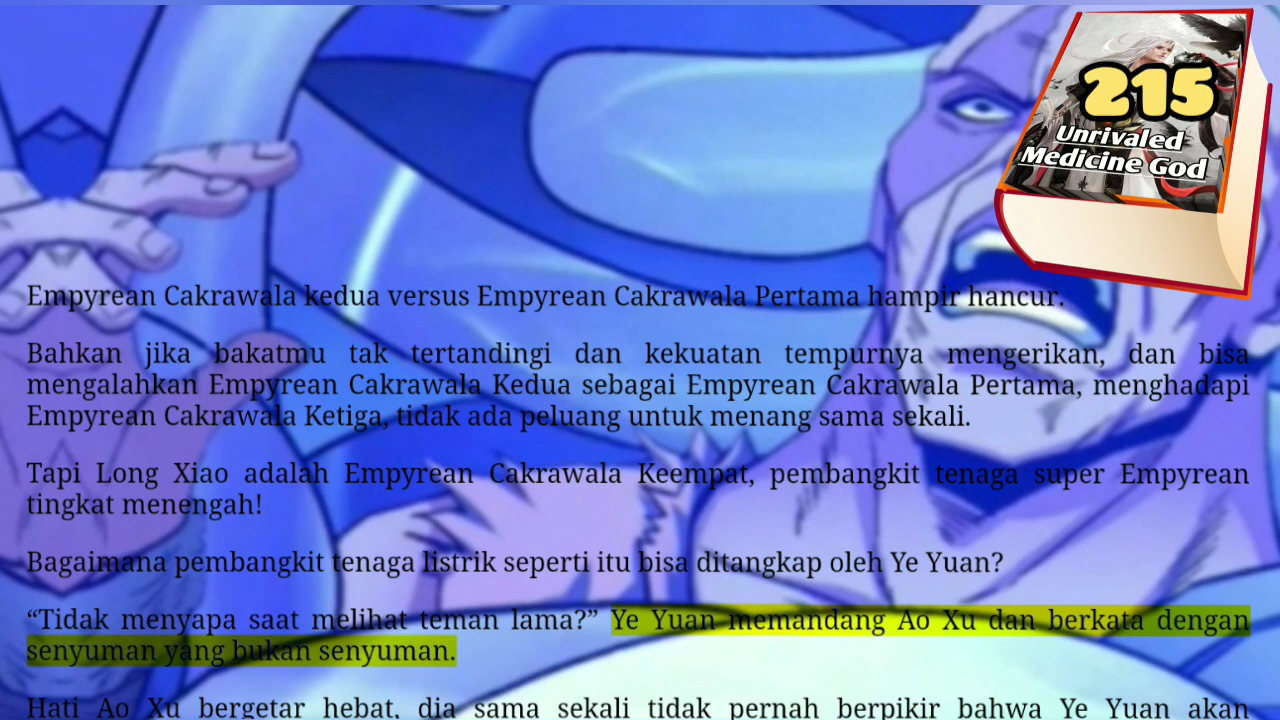 215
Unrivaled
Medicine God
Empyrean Cakrawala kedua versus Empyrean Cakrawala Pertama hampir hancur.
Bahkan jika bakatmu tak tertandingi dan kekuatan tempurnya mengerikan, dan bisa
mengalahkan Empyrean Cakrawala Kedua sebagai Empyrean Cakrawala Pertama, menghadapi
Empyrean Cakrawala Ketiga, tidak ada peluang untuk menang sama sekali.
Tapi Long Xiao adalah Empyrean Cakrawala Keempat, pembangkit tenaga super Empyrean
tingkat menengah!
Bagaimana pembangkit tenaga listrik seperti itu bisa ditangkap oleh Ye Yuan?
“Tidak menyapa saat melihat teman lama?” Ye Yuan memandang Ao Xu dan berkata dengan
senyuman yang bukan senyuman.
Hati Ao Xu bergetar hebat, dia sama sekali tidak pernah berpikir bahwa Ye Yuan akan